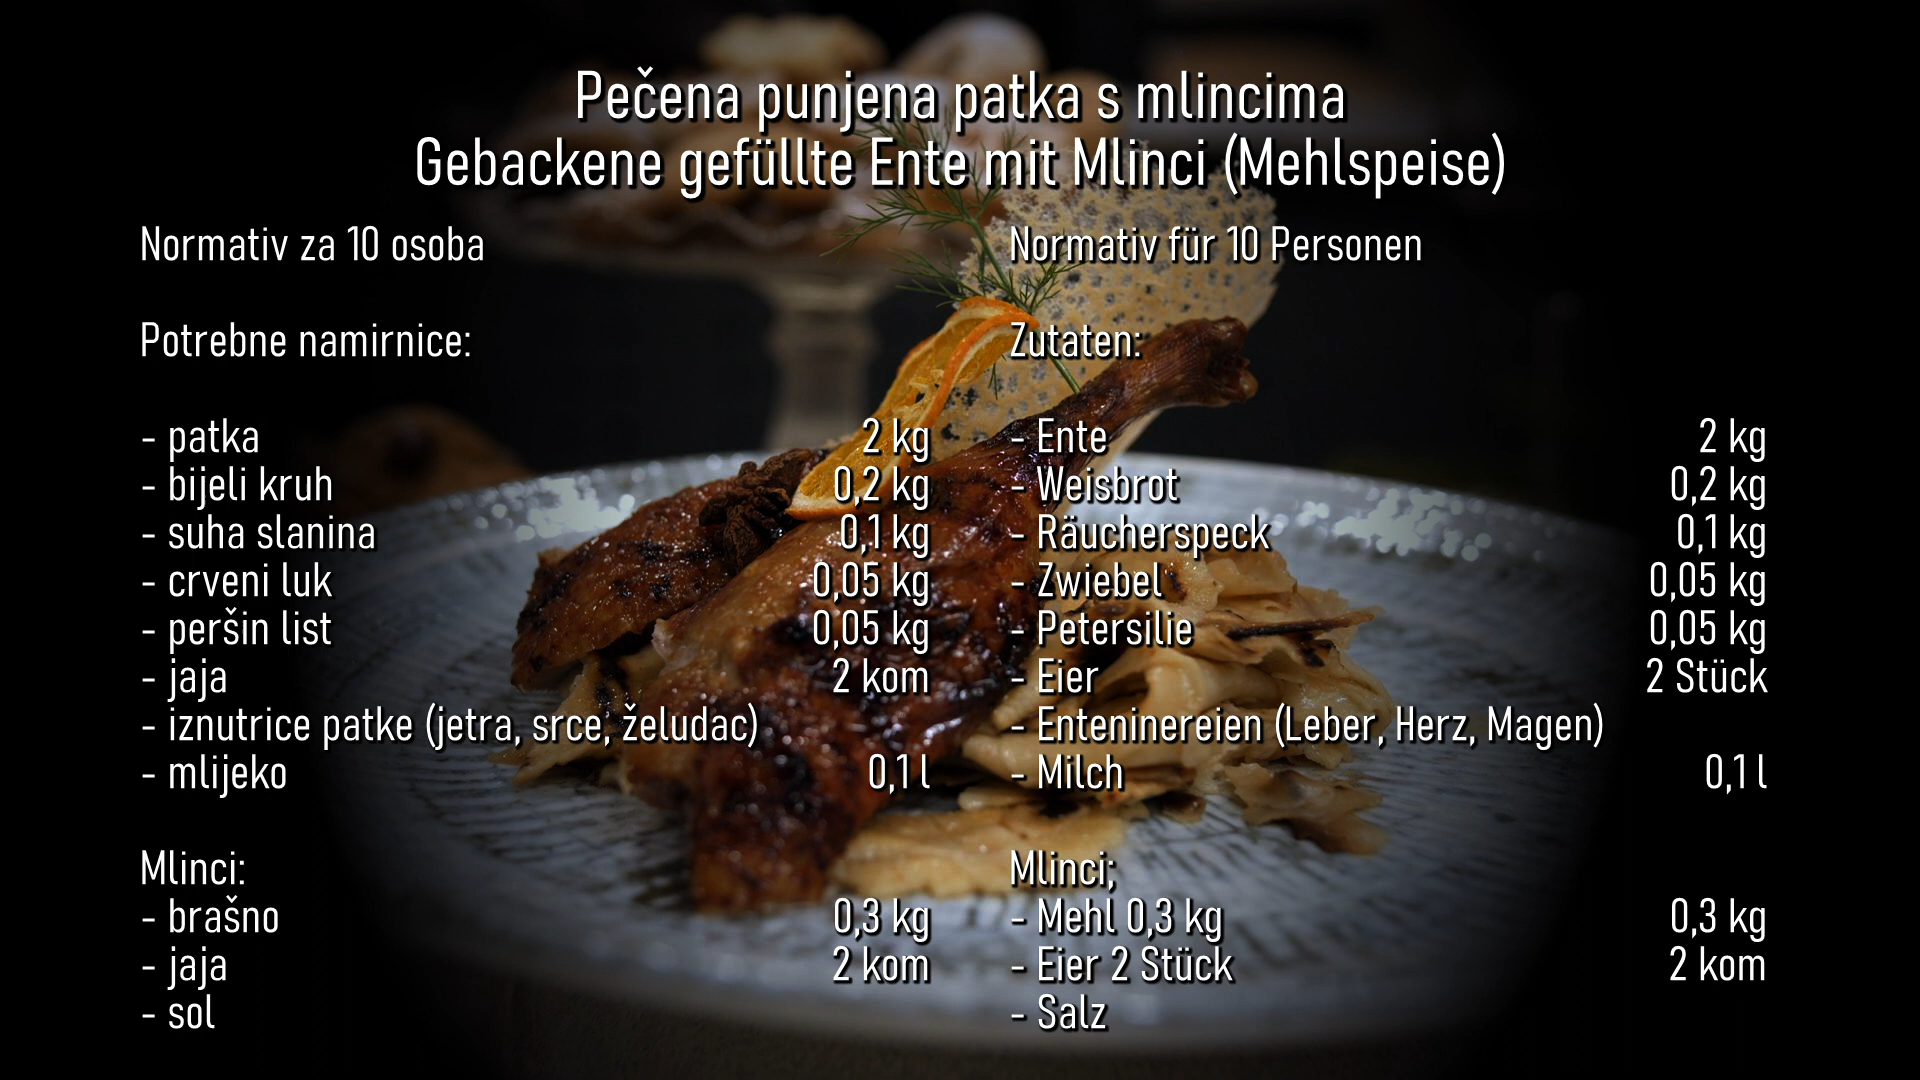 Pečena punjena patka s mlincima
Gebackene gefüllte Ente mit Mlinci (Mehlspeise)
Normativ za 10 osoba
Potrebne namirnice:
- patka 2 kg
- bijeli kruh 0,2 kg
- suha slanina 0,1 kg
- crveni luk 0,05 kg
- peršin list 0,05 kg
- jaja 2 kom
- iznutrice patke (jetra, srce, želudac)
- mlijeko 0,1 l
Mlinci:
- brašno 0,3 kg
- jaja 2 kom
- sol
Normativ für 10 Personen
Zutaten:
- Ente 2 kg
- Weisbrot 0,2 kg
- Räucherspeck 0,1 kg
- Zwiebel 0,05 kg
- Petersilie 0,05 kg
- Eier 2 Stück
- Enteninereien (Leber, Herz, Magen)
- Milch 0,1 l
Mlinci;
- Mehl 0,3 kg 0,3 kg
- Eier 2 Stück 2 kom
- Salz